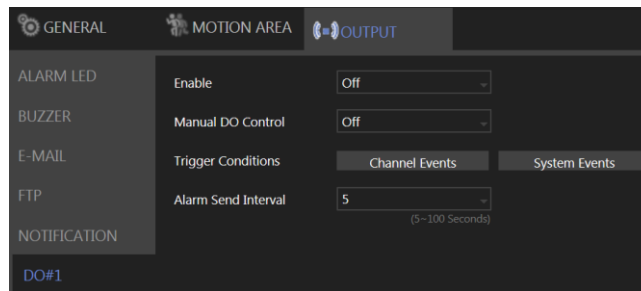 GENERAL
MOTION AREA
OUTPUT
ALARM LED
BUZZER
E-MAIL
FTP
NOTIFICATION
DO#1
Enable
Off
Manual DO Control
Off
Trigger Conditions
Channel Events
System Events
Alarm Send Interval
5
(5~100 Seconds)